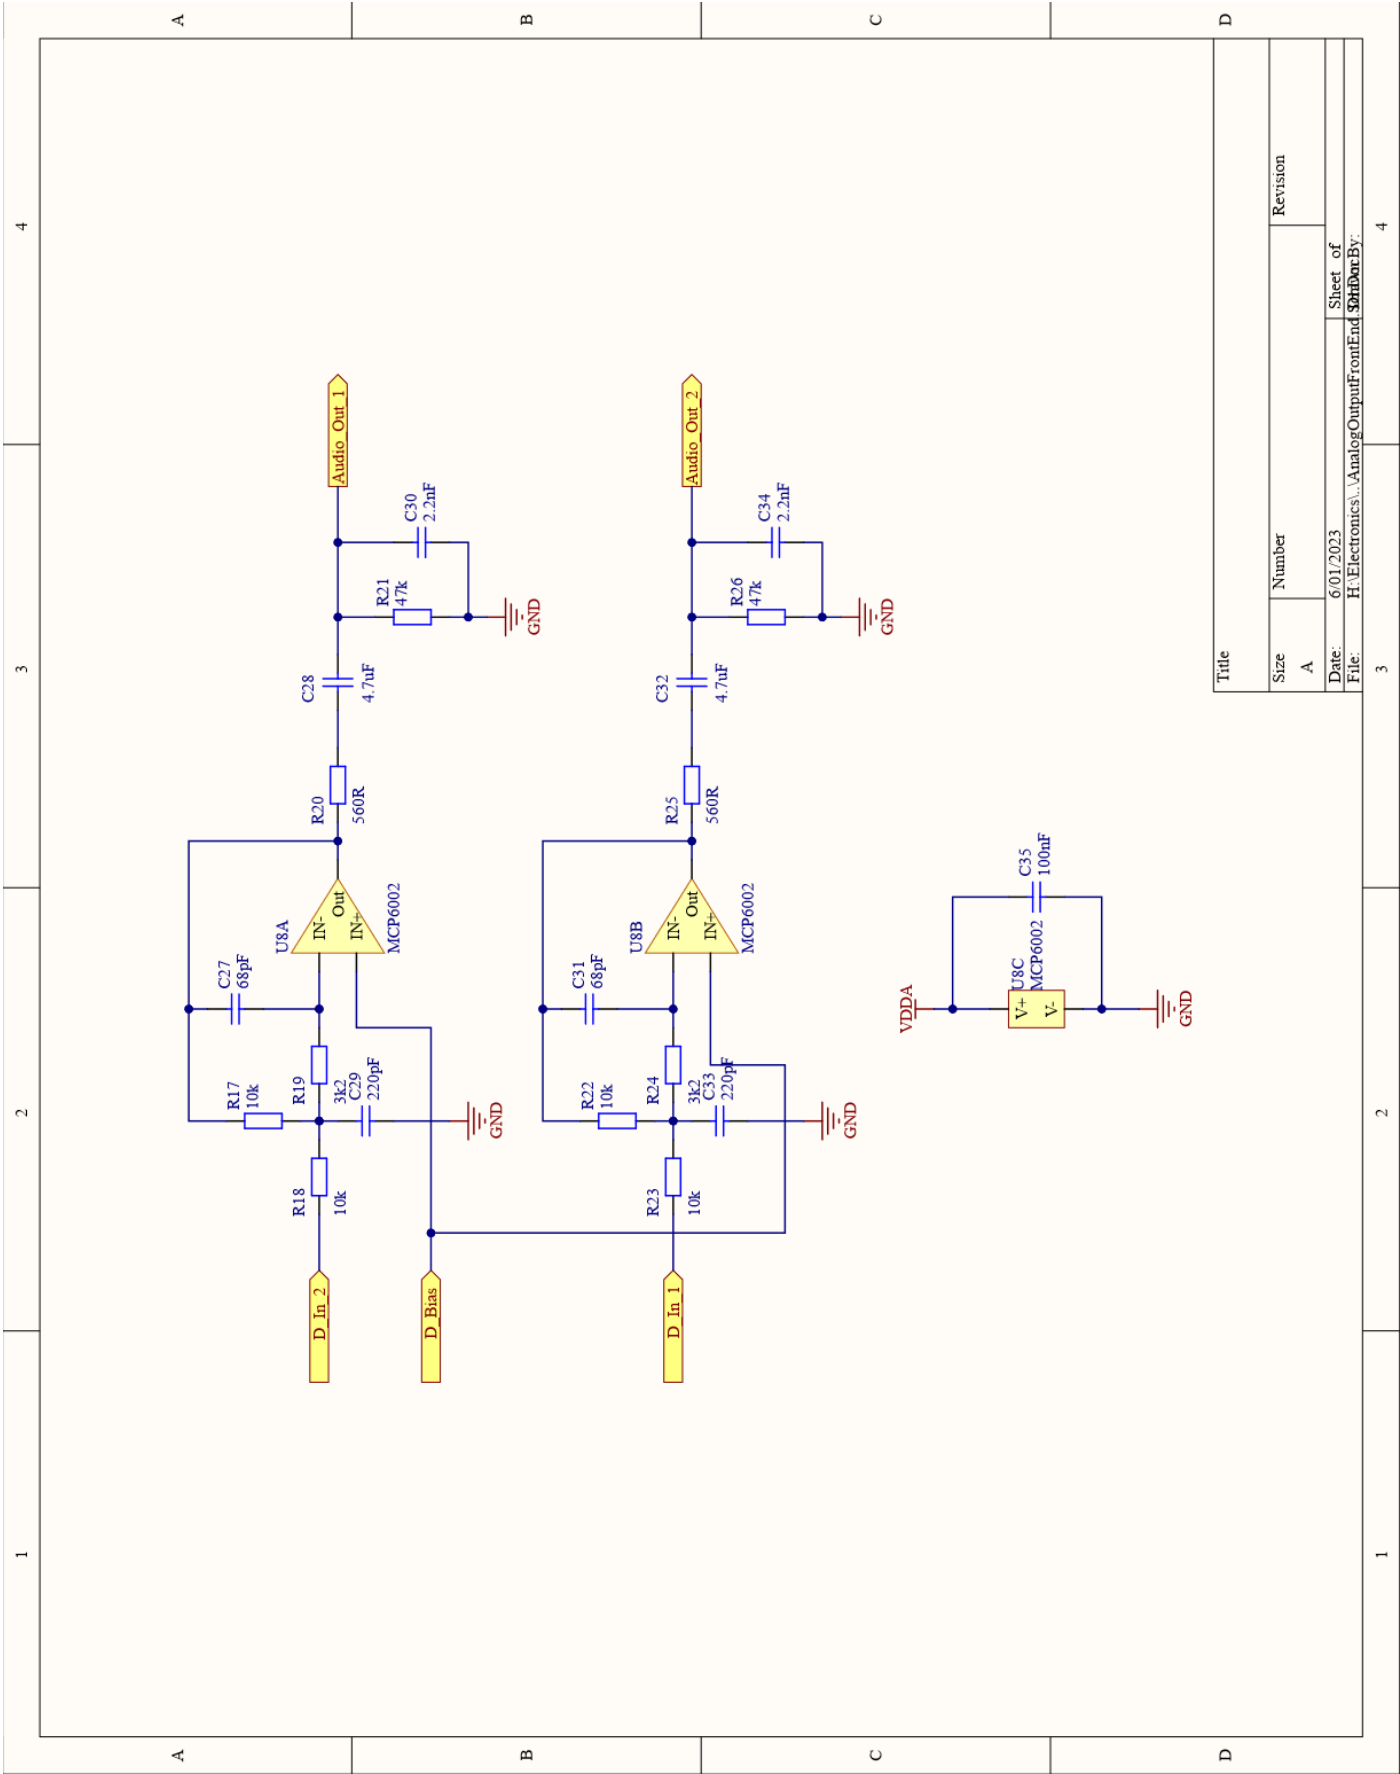 1
2
3
4
A
A
R17
10k
C27
68pF
U8A
D_In_2
R18
10k
R19
3k2
IN-
Out
IN+
MCP6002
R20
560R
C28
4.7uF
Audio_Out_1
C29
220pF
GND
R21
47k
C30
2.2nF
GND
D_Bias
B
B
R22
10k
C31
68pF
U8B
D_In_1
R23
10k
R24
3k2
IN-
Out
IN+
MCP6002
R25
560R
C32
4.7uF
Audio_Out_2
C33
220pF
GND
R26
47k
C34
2.2nF
GND
C
C
VDDA
U8C
MCP6002
V+
V-
C35
100nF
GND
D
D
Title
Size
Number
Revision
A
Date:
6/01/2023
Sheet of
File:
H:\Electronics\..\AnalogOutputFrontEnd
By:
1
2
3
4